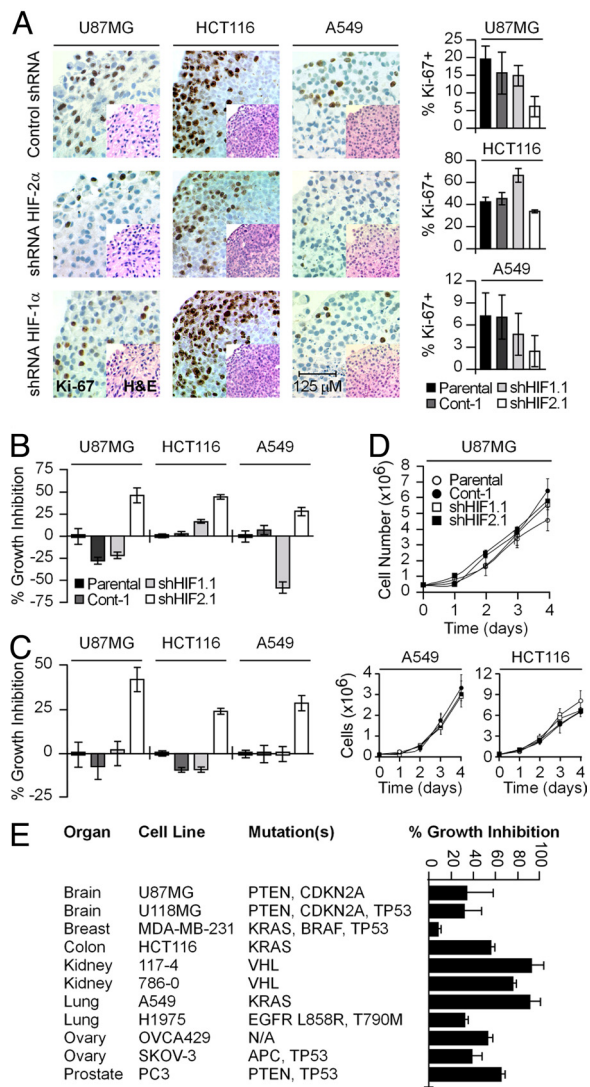 A
U87MG
HCT116
A549
Control shRNA
shRNA HIF-2α
shRNA HIF-1α
Ki-67
H&E
125 µM
U87MG
% Ki-67+
25
20
15
10
5
0
HCT116
% Ki-67+
80
60
40
20
0
A549
% Ki-67+
12
9
6
3
0
Parental
shHIF1.1
Cont-1
shHIF2.1
B
U87MG
HCT116
A549
% Growth Inhibition
75
50
25
0
-25
-50
-75
Parental
shHIF1.1
Cont-1
shHIF2.1
C
U87MG
HCT116
A549
% Growth Inhibition
50
25
0
-25
D
U87MG
Cell Number (x10⁶)
8
7
6
5
4
3
2
1
0
Parental
Cont-1
shHIF1.1
shHIF2.1
0 1 2 3 4
Time (days)
A549
Cells (x10⁶)
4
3
2
1
0
0 1 2 3 4
Time (days)
HCT116
12
9
6
3
0
0 1 2 3 4
Time (days)
E
Organ Cell Line Mutation(s) % Growth Inhibition
0 20 40 60 80 100
Brain U87MG PTEN, CDKN2A
Brain U118MG PTEN, CDKN2A, TP53
Breast MDA-MB-231 KRAS, BRAF, TP53
Colon HCT116 KRAS
Kidney 117-4 VHL
Kidney 786-0 VHL
Lung A549 KRAS
Lung H1975 EGFR L858R, T790M
Ovary OVCA429 N/A
Ovary SKOV-3 APC, TP53
Prostate PC3 PTEN, TP53